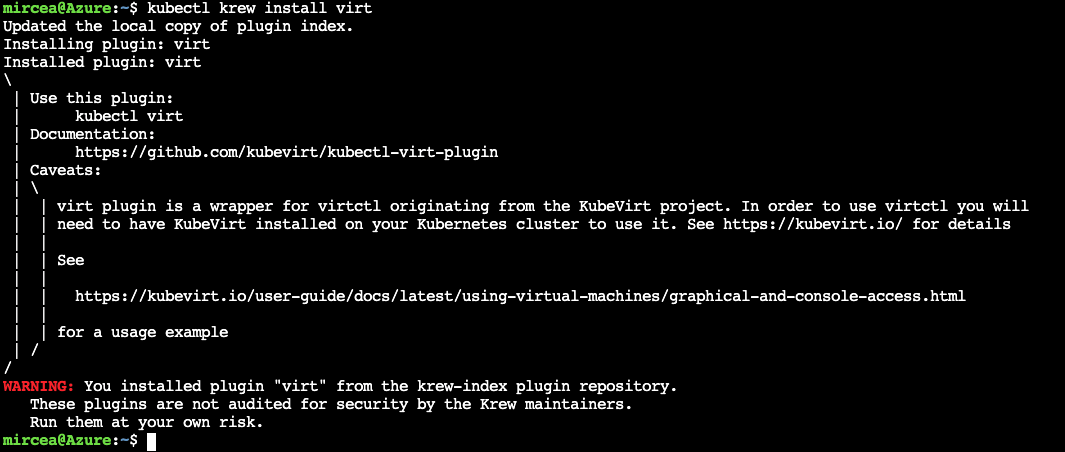 mircea@Azure:~$ kubectl krew install virt
Updated the local copy of plugin index.
Installing plugin: virt
Installed plugin: virt
\
 | Use this plugin:
 |      kubectl virt
 | Documentation:
 |      https://github.com/kubevirt/kubectl-virt-plugin
 | Caveats:
 | \
 |  | virt plugin is a wrapper for virtctl originating from the KubeVirt project. In order to use virtctl you will
 |  | need to have KubeVirt installed on your Kubernetes cluster to use it. See https://kubevirt.io/ for details
 |  |
 |  | See
 |  |
 |  |   https://kubevirt.io/user-guide/docs/latest/using-virtual-machines/graphical-and-console-access.html
 |  |
 |  | for a usage example
 | /
/
WARNING: You installed plugin "virt" from the krew-index plugin repository.
   These plugins are not audited for security by the Krew maintainers.
   Run them at your own risk.
mircea@Azure:~$